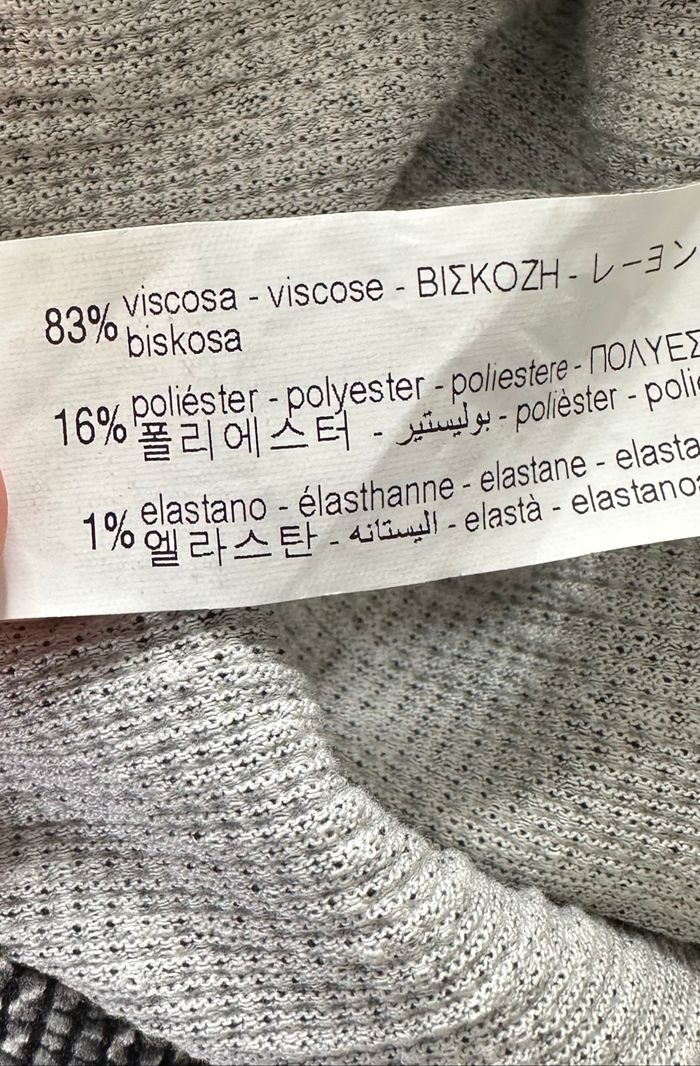 83% viscosa - viscose - ΒΙΣΚΟΖΗ - レーヨン
biskosa
16% poliéster - polyester - poliestere - ΠΟΛΥΕΣ
폴리에스터 - بوليستير - polièster - poli
1% elastano - élasthanne - elastane - elasta
엘라스탄 - اليستانه - elastà - elastano